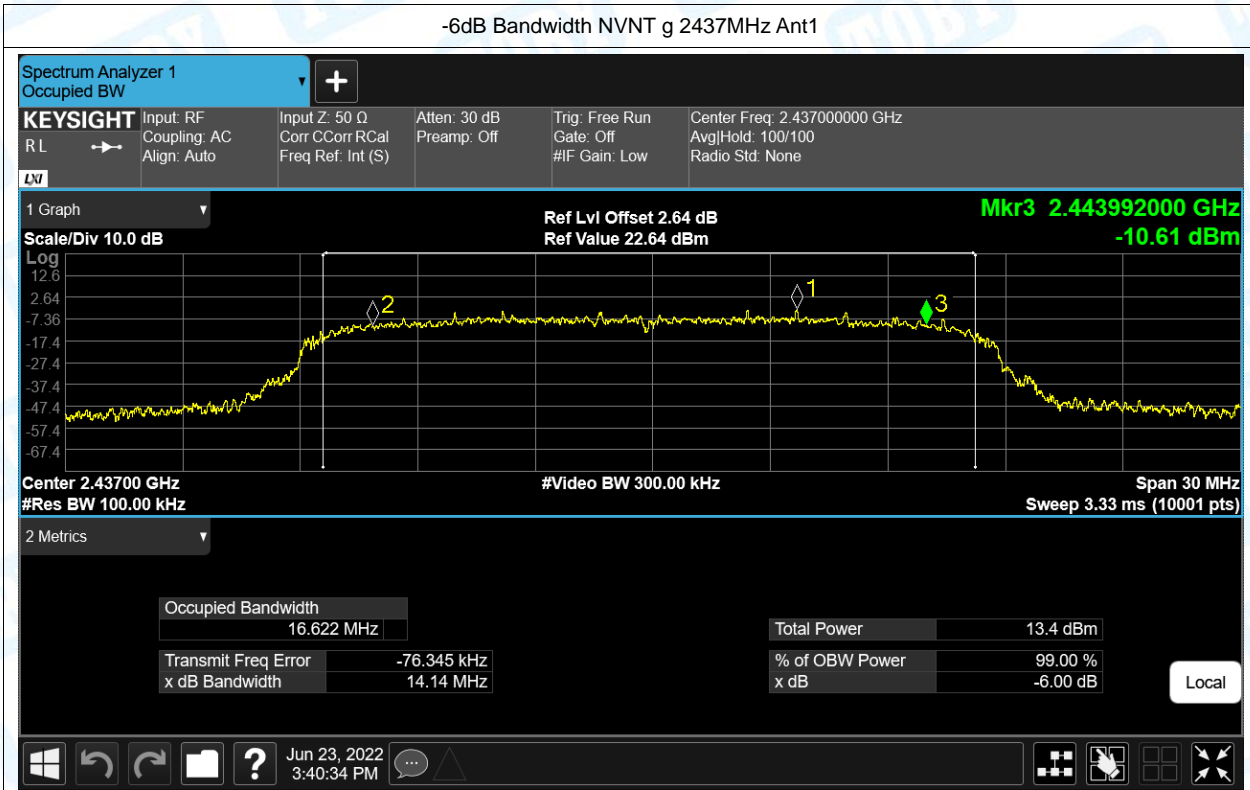 -6dB Bandwidth NVNT g 2437MHz Ant1
Spectrum Analyzer 1
Occupied BW
KEYSIGHT
RL
LXI
Input: RF
Coupling: AC
Align: Auto
Input Z: 50 Ω
Corr CCorr RCal
Freq Ref: Int (S)
Atten: 30 dB
Preamp: Off
Trig: Free Run
Gate: Off
#IF Gain: Low
Center Freq: 2.437000000 GHz
Avg|Hold: 100/100
Radio Std: None
1 Graph
Scale/Div 10.0 dB
Ref Lvl Offset 2.64 dB
Ref Value 22.64 dBm
Mkr3 2.443992000 GHz
-10.61 dBm
Log
12.6
2.64
-7.36
-17.4
-27.4
-37.4
-47.4
-57.4
-67.4
2
1
3
Center 2.43700 GHz
#Res BW 100.00 kHz
#Video BW 300.00 kHz
Span 30 MHz
Sweep 3.33 ms (10001 pts)
2 Metrics
Occupied Bandwidth
16.622 MHz
Transmit Freq Error -76.345 kHz
x dB Bandwidth 14.14 MHz
Total Power 13.4 dBm
% of OBW Power 99.00 %
x dB -6.00 dB
Local
?
Jun 23, 2022
3:40:34 PM